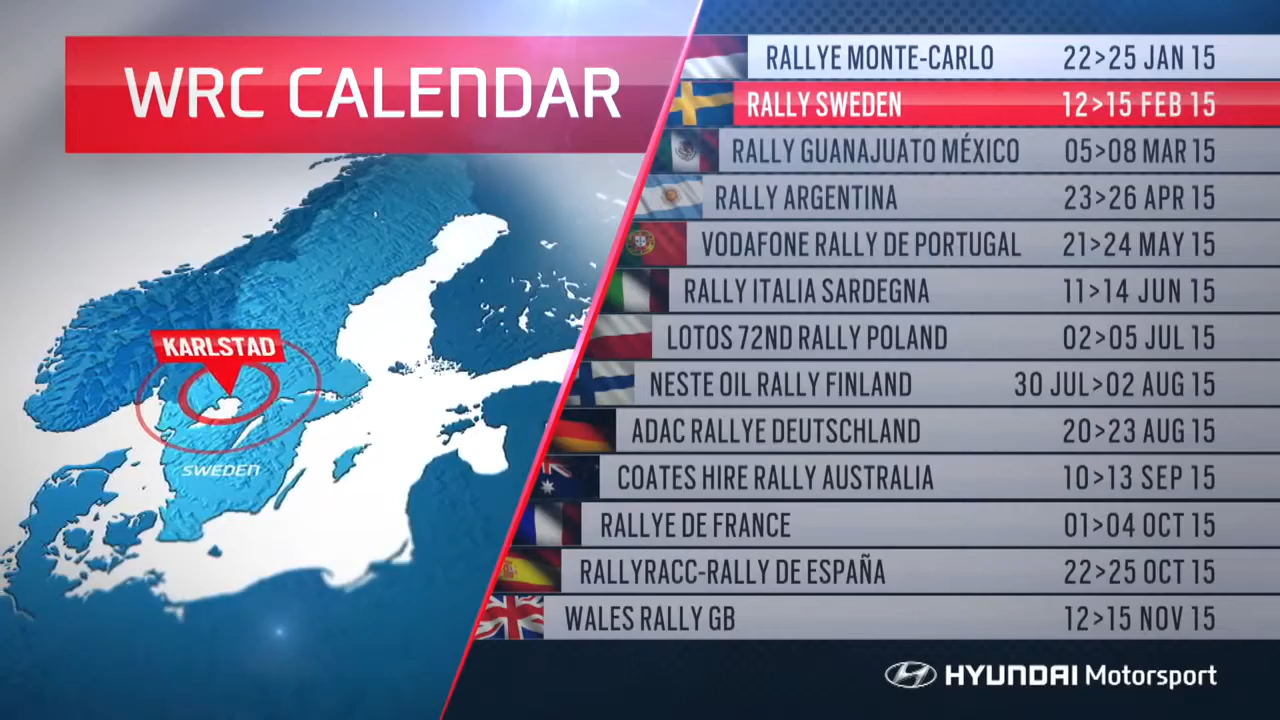 WRC CALENDAR
RALLYE MONTE-CARLO 22>25 JAN 15
RALLY SWEDEN 12>15 FEB 15
RALLY GUANAJUATO MÉXICO 05>08 MAR 15
RALLY ARGENTINA 23>26 APR 15
VODAFONE RALLY DE PORTUGAL 21>24 MAY 15
RALLY ITALIA SARDEGNA 11>14 JUN 15
LOTOS 72ND RALLY POLAND 02>05 JUL 15
NESTE OIL RALLY FINLAND 30 JUL>02 AUG 15
ADAC RALLYE DEUTSCHLAND 20>23 AUG 15
COATES HIRE RALLY AUSTRALIA 10>13 SEP 15
RALLYE DE FRANCE 01>04 OCT 15
RALLYRACC-RALLY DE ESPAÑA 22>25 OCT 15
WALES RALLY GB 12>15 NOV 15
KARLSTAD
SWEDEN
HYUNDAI Motorsport